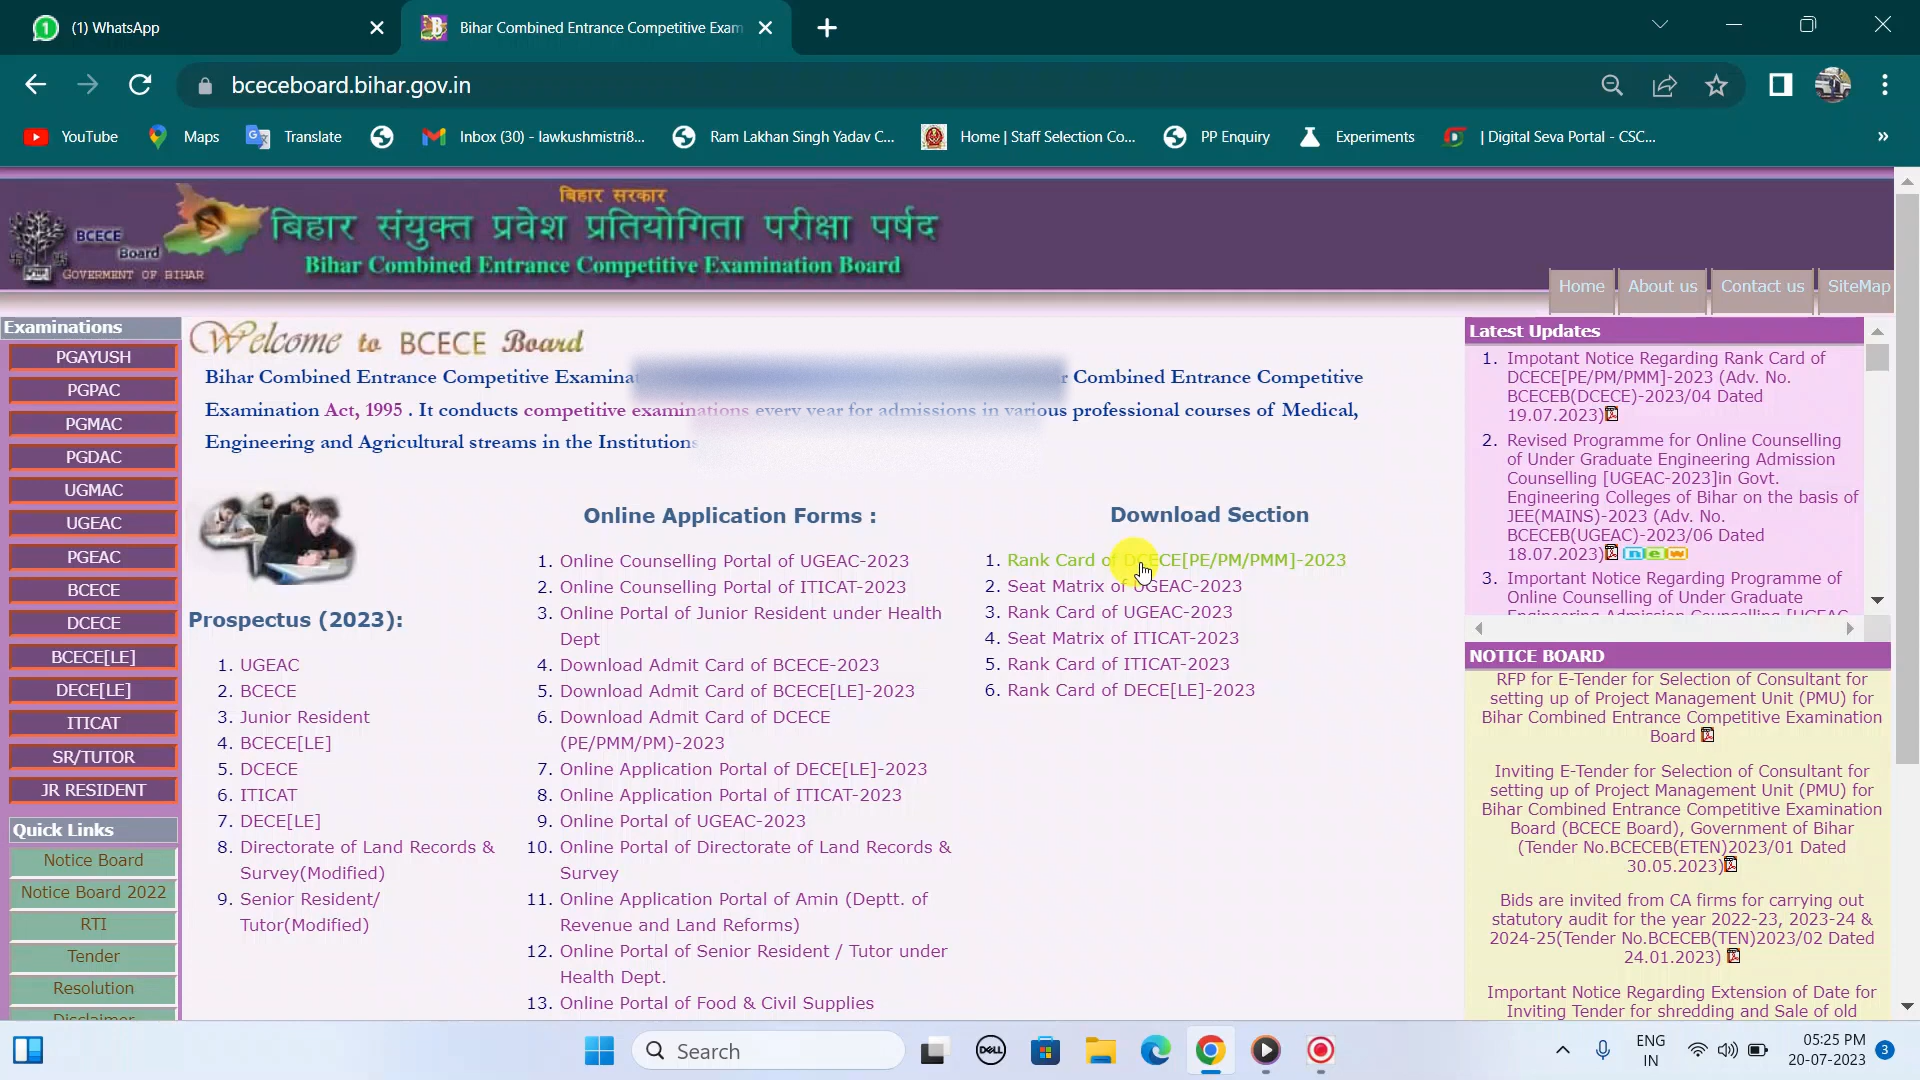 (1) WhatsApp
Bihar Combined Entrance Competitive Exam
bceceboard.bihar.gov.in
YouTube
Maps
Translate
Inbox (30) - lawkushmistri8...
Ram Lakhan Singh Yadav C...
Home | Staff Selection Co...
PP Enquiry
Experiments
| Digital Seva Portal - CSC...
»
बिहार सरकार
बिहार संयुक्त प्रवेश प्रतियोगिता परीक्षा पर्षद
Bihar Combined Entrance Competitive Examination Board
BCECE
Board
GOVERMENT OF BIHAR
Home
About us
Contact us
SiteMap
Examinations
PGAYUSH
PGPAC
PGMAC
PGDAC
UGMAC
UGEAC
PGEAC
BCECE
DCECE
BCECE[LE]
DECE[LE]
ITICAT
SR/TUTOR
JR RESIDENT
Quick Links
Notice Board
Notice Board 2022
RTI
Tender
Resolution
Disclaimer
Welcome to BCECE Board
Bihar Combined Entrance Competitive Combined Entrance Competitive
Examination Act, 1995 . It conducts competitive examinations every year for admissions in various professional courses of Medical,
Engineering and Agricultural streams in the Institutions
Prospectus (2023):
1. UGEAC
2. BCECE
3. Junior Resident
4. BCECE[LE]
5. DCECE
6. ITICAT
7. DECE[LE]
8. Directorate of Land Records &
Survey(Modified)
9. Senior Resident/
Tutor(Modified)
Online Application Forms :
1. Online Counselling Portal of UGEAC-2023
2. Online Counselling Portal of ITICAT-2023
3. Online Portal of Junior Resident under Health
Dept
4. Download Admit Card of BCECE-2023
5. Download Admit Card of BCECE[LE]-2023
6. Download Admit Card of DCECE
(PE/PMM/PM)-2023
7. Online Application Portal of DECE[LE]-2023
8. Online Application Portal of ITICAT-2023
9. Online Portal of UGEAC-2023
10. Online Portal of Directorate of Land Records &
Survey
11. Online Application Portal of Amin (Deptt. of
Revenue and Land Reforms)
12. Online Portal of Senior Resident / Tutor under
Health Dept.
13. Online Portal of Food & Civil Supplies
Download Section
1. Rank Card of DCECE[PE/PM/PMM]-2023
2. Seat Matrix of UGEAC-2023
3. Rank Card of UGEAC-2023
4. Seat Matrix of ITICAT-2023
5. Rank Card of ITICAT-2023
6. Rank Card of DECE[LE]-2023
Latest Updates
1. Impotant Notice Regarding Rank Card of
DCECE[PE/PM/PMM]-2023 (Adv. No.
BCECEB(DCECE)-2023/04 Dated
19.07.2023)
2. Revised Programme for Online Counselling
of Under Graduate Engineering Admission
Counselling [UGEAC-2023]in Govt.
Engineering Colleges of Bihar on the basis of
JEE(MAINS)-2023 (Adv. No.
BCECEB(UGEAC)-2023/06 Dated
18.07.2023) new
3. Important Notice Regarding Programme of
Online Counselling of Under Graduate
Engineering Admission Counselling [UGEAC
NOTICE BOARD
RFP for E-Tender for Selection of Consultant for
setting up of Project Management Unit (PMU) for
Bihar Combined Entrance Competitive Examination
Board
Inviting E-Tender for Selection of Consultant for
setting up of Project Management Unit (PMU) for
Bihar Combined Entrance Competitive Examination
Board (BCECE Board), Government of Bihar
(Tender No.BCECEB(ETEN)2023/01 Dated
30.05.2023)
Bids are invited from CA firms for carrying out
statutory audit for the year 2022-23, 2023-24 &
2024-25(Tender No.BCECEB(TEN)2023/02 Dated
24.01.2023)
Important Notice Regarding Extension of Date for
Inviting Tender for shredding and Sale of old
Search
DELL
ENG
IN
05:25 PM
20-07-2023
3